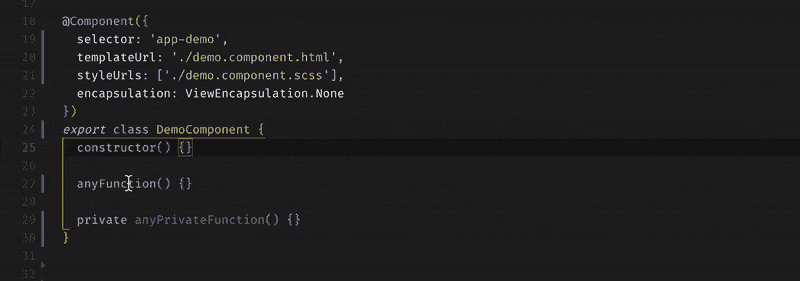 17
18 @Component({
19   selector: 'app-demo',
20   templateUrl: './demo.component.html',
21   styleUrls: ['./demo.component.scss'],
22   encapsulation: ViewEncapsulation.None
23 })
24 export class DemoComponent {
25   constructor() {}
26
27   anyFunction() {}
28
29   private anyPrivateFunction() {}
30 }
31
32